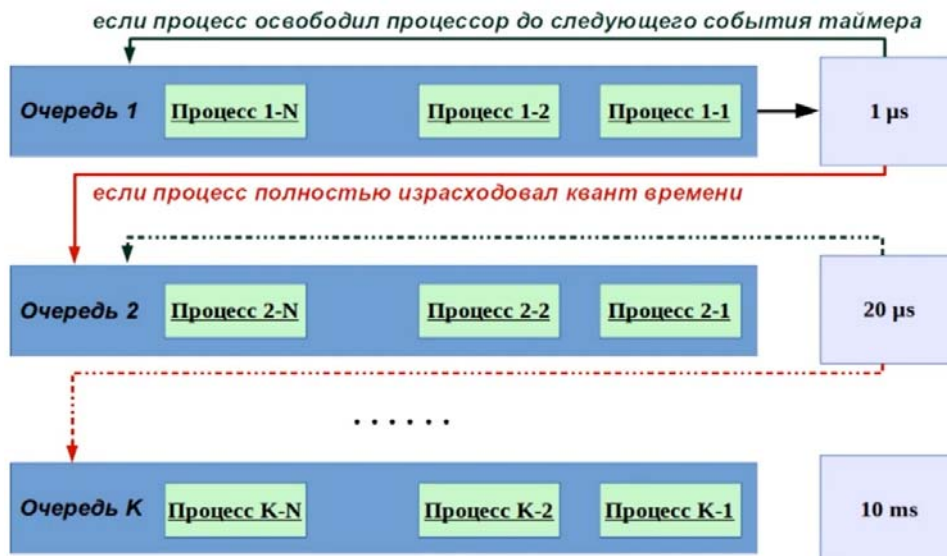 если процесс освободил процессор до следующего события таймера
Очередь 1 Процесс 1-N Процесс 1-2 Процесс 1-1 1 µs
если процесс полностью израсходовал квант времени
Очередь 2 Процесс 2-N Процесс 2-2 Процесс 2-1 20 µs
. . . . . .
Очередь K Процесс K-N Процесс K-2 Процесс K-1 10 ms